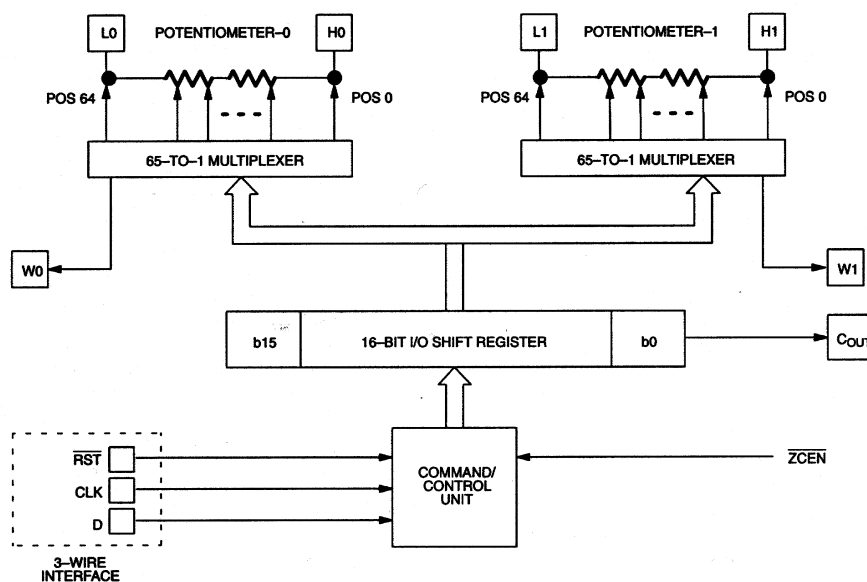 L0 POTENTIOMETER–0 H0 L1 POTENTIOMETER–1 H1
POS 64 POS 0 POS 64 POS 0
65–TO–1 MULTIPLEXER 65–TO–1 MULTIPLEXER
W0 W1
b15 16–BIT I/O SHIFT REGISTER b0 COUT
RST
CLK
D
COMMAND/
CONTROL
UNIT
ZCEN
3–WIRE
INTERFACE